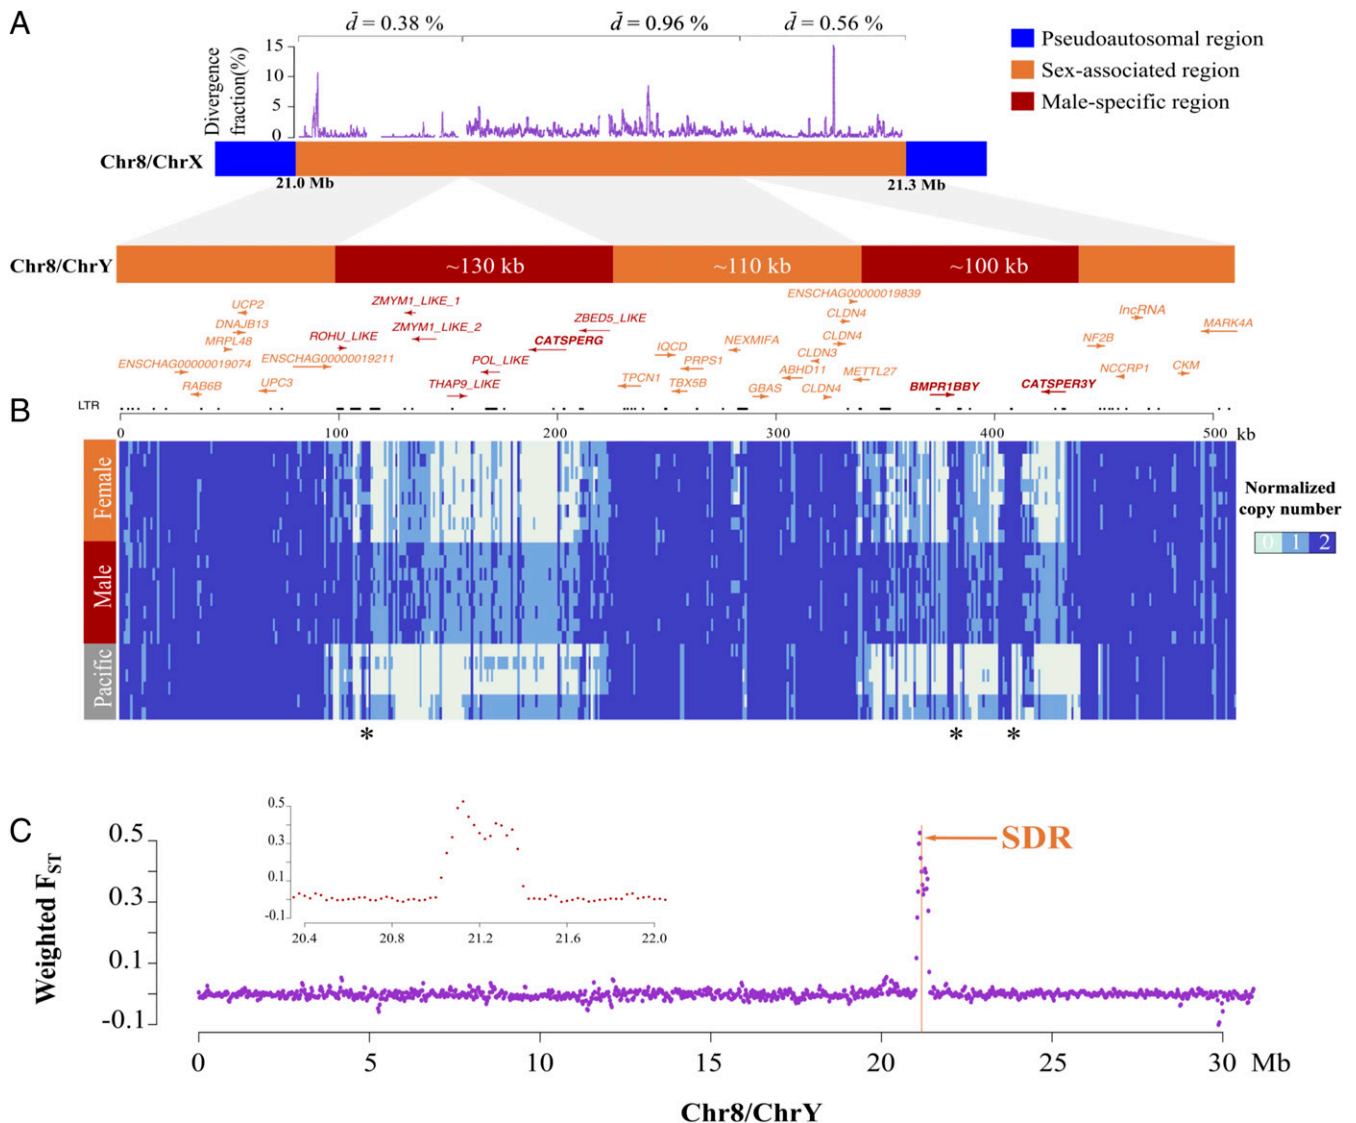 A
d̄ = 0.38 %
d̄ = 0.96 %
d̄ = 0.56 %
Divergence
fraction(%)
15
10
5
0
Pseudoautosomal region
Sex-associated region
Male-specific region
Chr8/ChrX
21.0 Mb
21.3 Mb
Chr8/ChrY
~130 kb
~110 kb
~100 kb
ENSCHAG00000019839
UCP2
ZMYM1_LIKE_1
CLDN4
lncRNA
DNAJB13
ZMYM1_LIKE_2
ZBED5_LIKE
MARK4A
MRPL48
ROHU_LIKE
CATSPERG
IQCD
NEXMIFA
CLDN4
NF2B
ENSCHAG00000019074
ENSCHAG00000019211
POL_LIKE
PRPS1
CLDN3
ABHD11
METTL27
NCCRP1
CKM
RAB6B
UPC3
THAP9_LIKE
TPCN1
TBX5B
GBAS
CLDN4
BMPR1BBY
CATSPER3Y
B
LTR
0 100 200 300 400 500 kb
Female
Male
Pacific
Normalized
copy number
0 1 2
* * *
C
Weighted FST
0.5
0.3
0.1
-0.1
0.5
0.3
0.1
-0.1
20.4 20.8 21.2 21.6 22.0
SDR
0 5 10 15 20 25 30 Mb
Chr8/ChrY